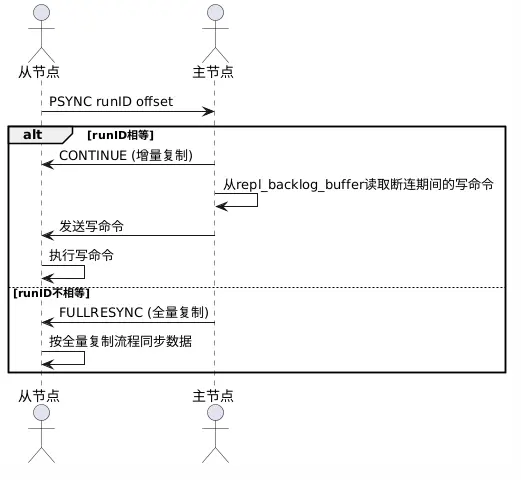 从节点
主节点
PSYNC runID offset
alt [runID相等]
CONTINUE (增量复制)
从repl_backlog_buffer读取断连期间的写命令
发送写命令
执行写命令
[runID不相等]
FULLRESYNC (全量复制)
按全量复制流程同步数据
从节点
主节点